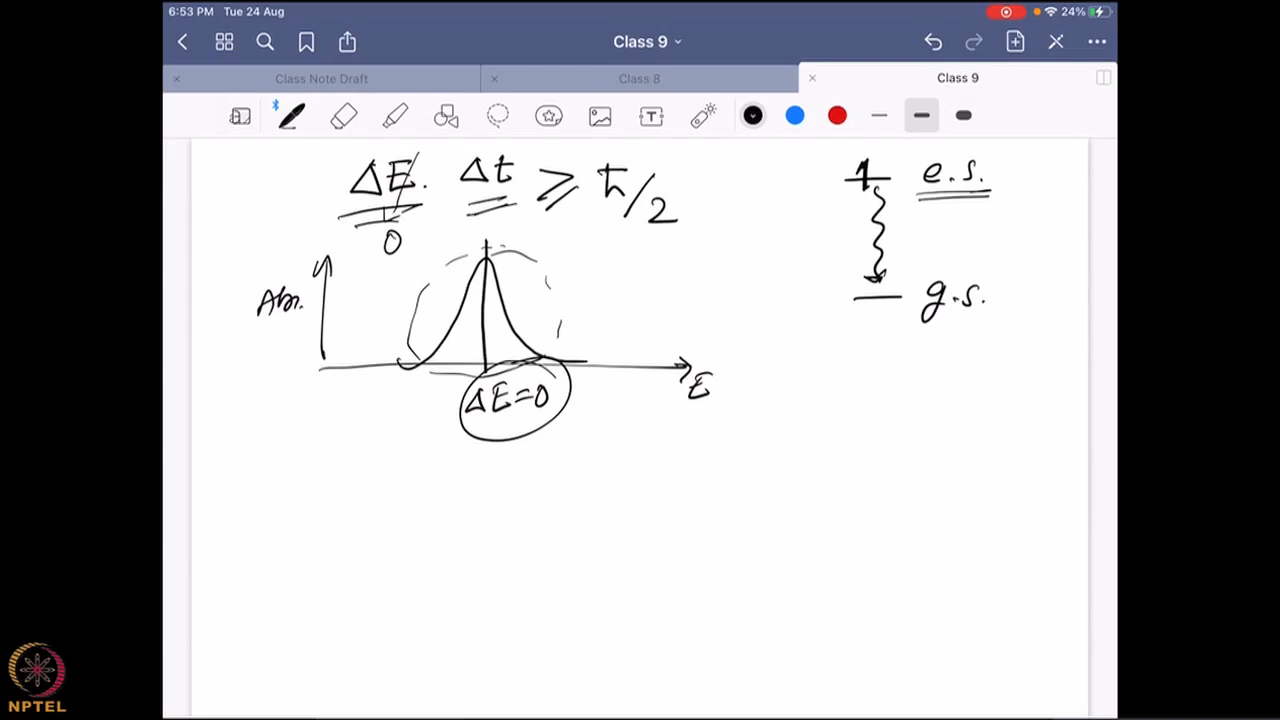 6:53 PM Tue 24 Aug
24%
Class 9
Class Note Draft
Class 8
Class 9
T
ΔE. Δt ≥ ħ/2
0
e.s.
g.s.
Abs.
E
ΔE=0
NPTEL